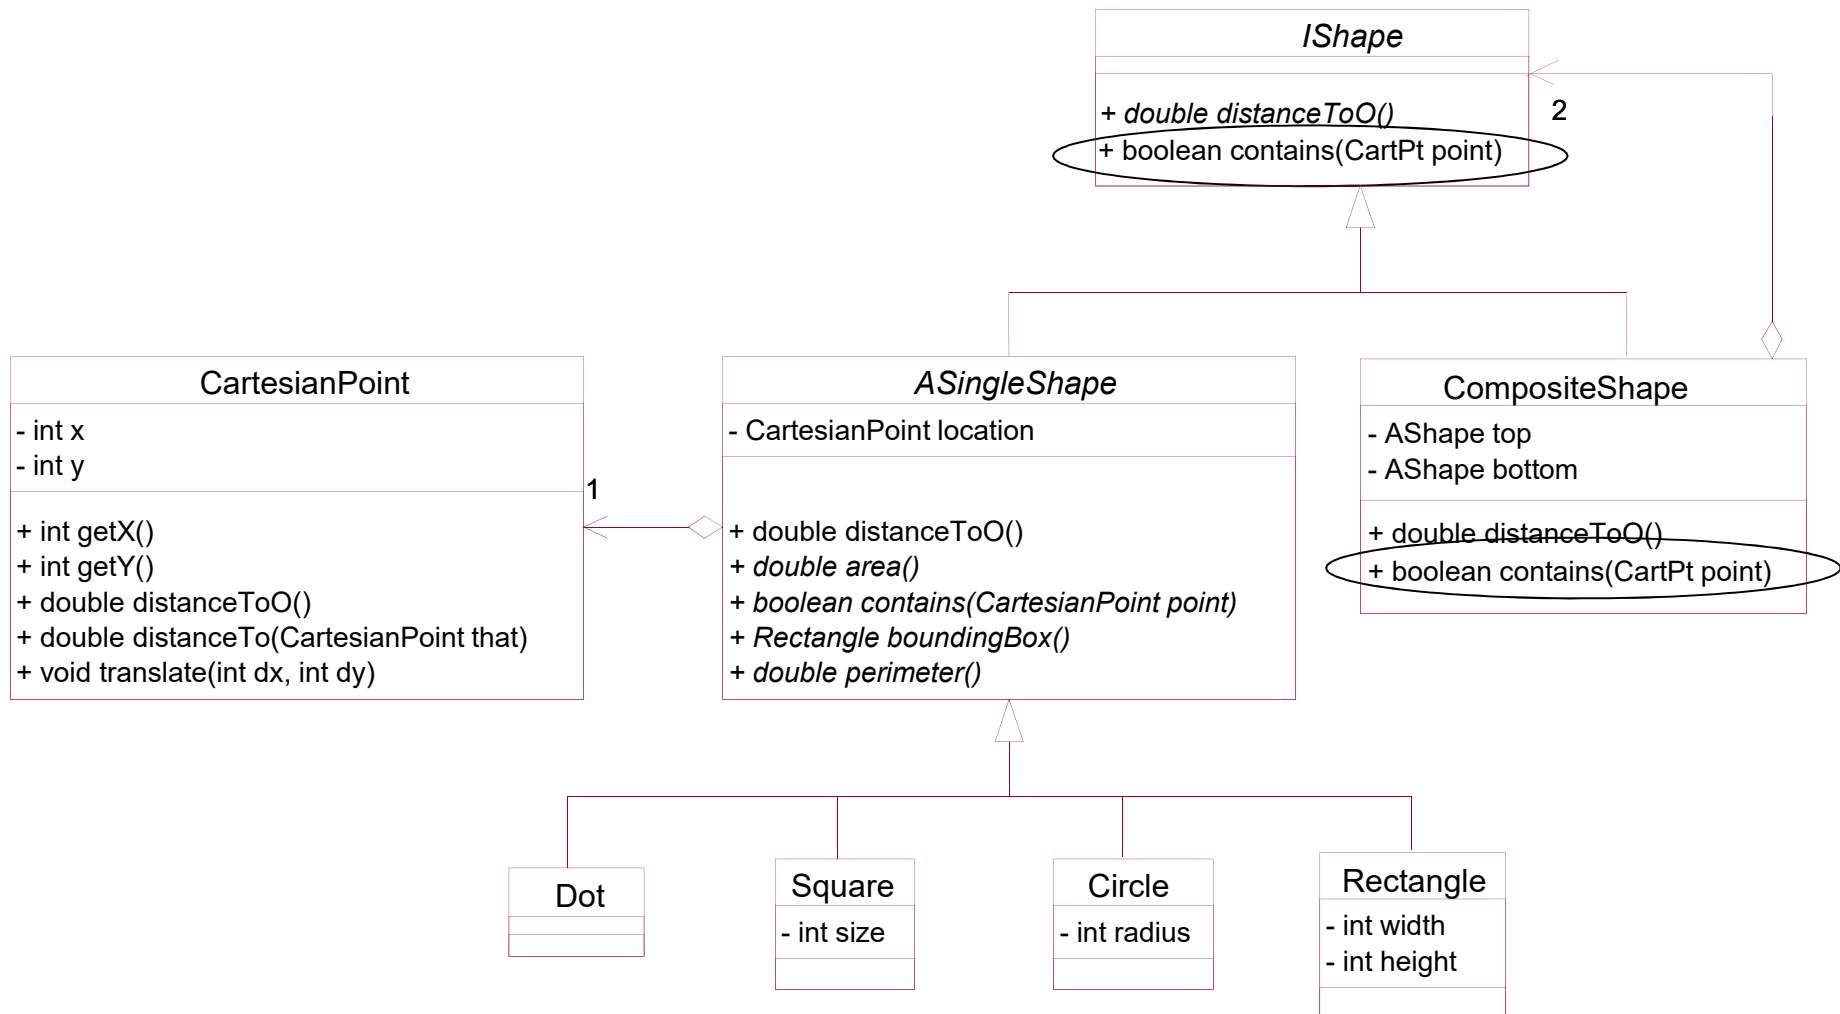 IShape
+ double distanceToO()
+ boolean contains(CartPt point)
2
CartesianPoint
- int x
- int y
+ int getX()
+ int getY()
+ double distanceToO()
+ double distanceTo(CartesianPoint that)
+ void translate(int dx, int dy)
1
ASingleShape
- CartesianPoint location
+ double distanceToO()
+ double area()
+ boolean contains(CartesianPoint point)
+ Rectangle boundingBox()
+ double perimeter()
CompositeShape
- AShape top
- AShape bottom
+ double distanceToO()
+ boolean contains(CartPt point)
Dot
Square
- int size
Circle
- int radius
Rectangle
- int width
- int height